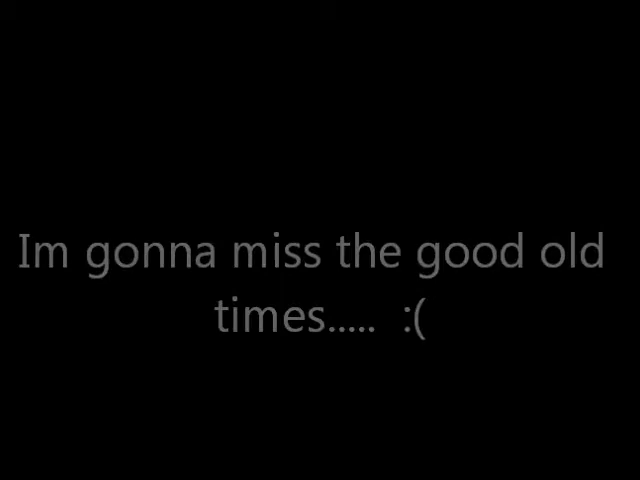 Im gonna miss the good old
times.....  :(